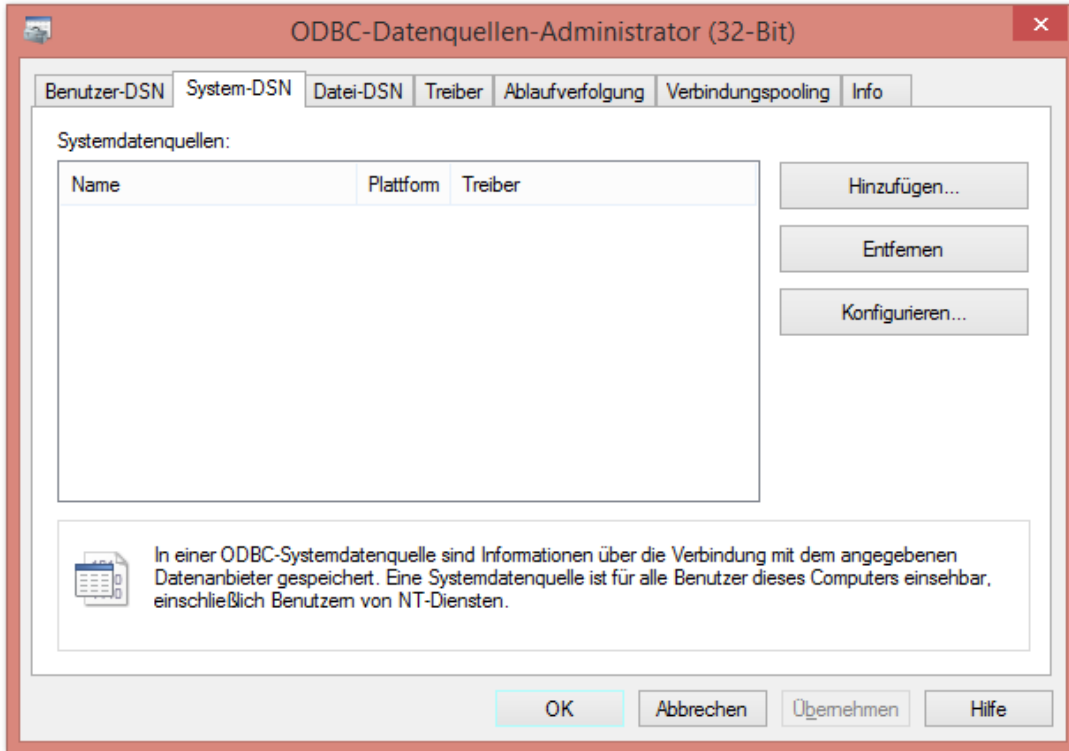 ODBC-Datenquellen-Administrator (32-Bit)
Benutzer-DSN System-DSN Datei-DSN Treiber Ablaufverfolgung Verbindungspooling Info
Systemdatenquellen:
Name Plattform Treiber
Hinzufügen...
Entfernen
Konfigurieren...
In einer ODBC-Systemdatenquelle sind Informationen über die Verbindung mit dem angegebenen
Datenanbieter gespeichert. Eine Systemdatenquelle ist für alle Benutzer dieses Computers einsehbar,
einschließlich Benutzern von NT-Diensten.
OK Abbrechen Übernehmen Hilfe